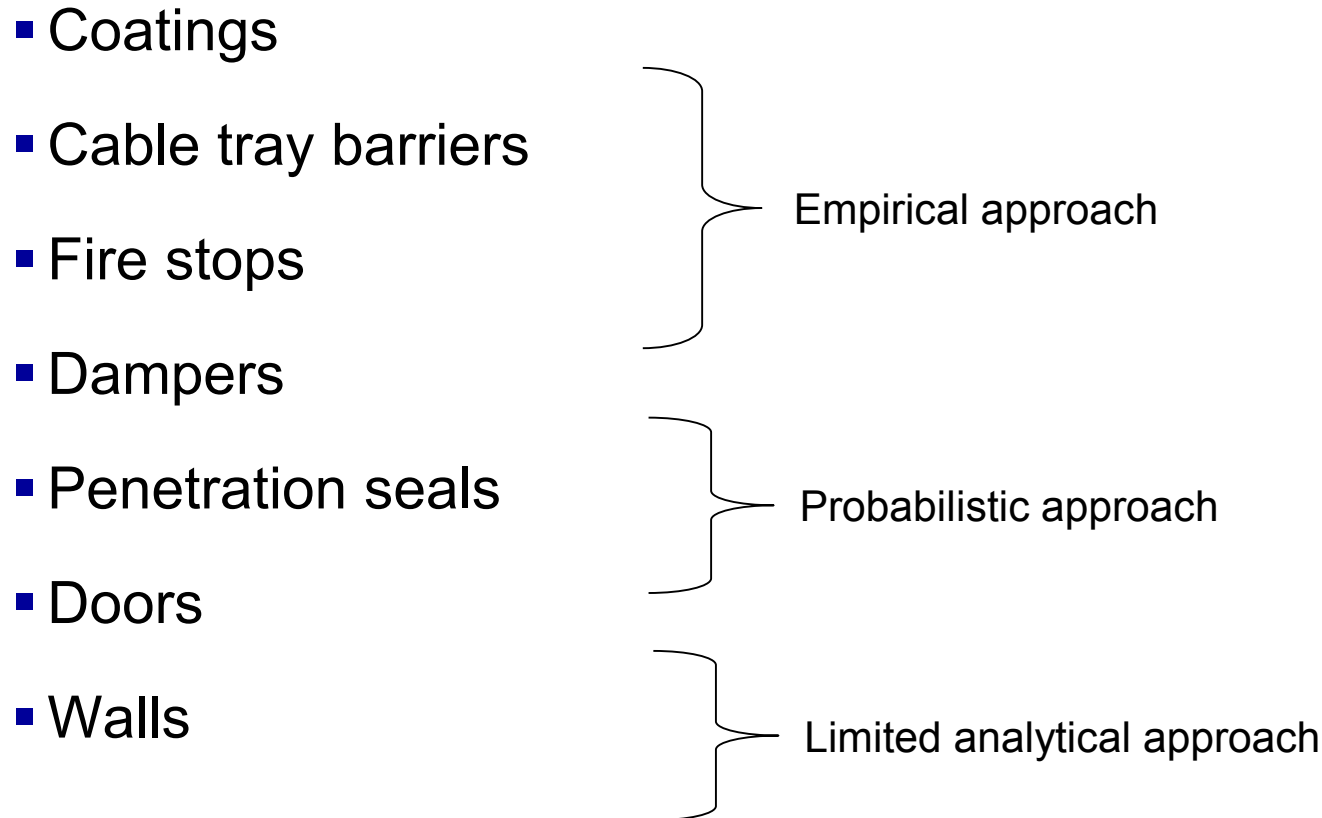 ▪ Coatings
▪ Cable tray barriers
Empirical approach
▪ Fire stops
▪ Dampers
▪ Penetration seals
Probabilistic approach
▪ Doors
▪ Walls
Limited analytical approach